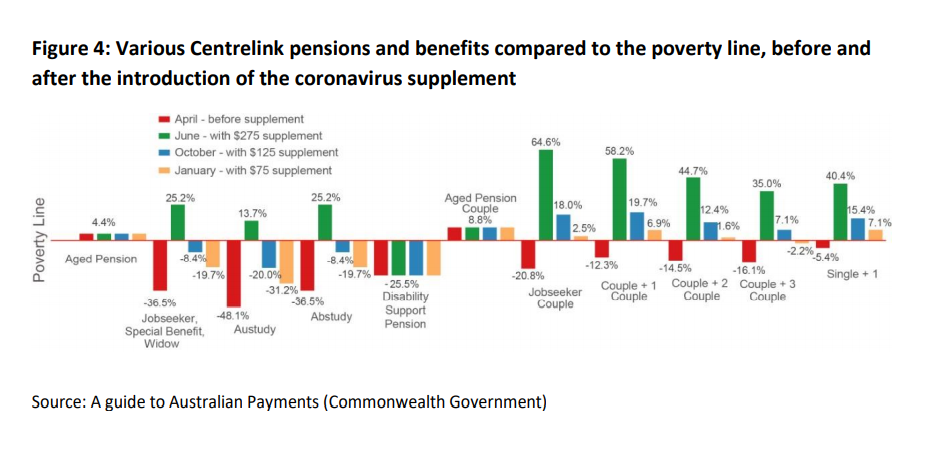 Figure 4: Various Centrelink pensions and benefits compared to the poverty line, before and
after the introduction of the coronavirus supplement
April - before supplement
June - with $275 supplement
October - with $125 supplement
January - with $75 supplement
Poverty Line
4.4%
Aged Pension
25.2%
-8.4%
-19.7%
-36.5%
Jobseeker,
Special Benefit,
Widow
13.7%
-20.0%
-31.2%
-48.1%
Austudy
25.2%
-8.4%
-19.7%
-36.5%
Abstudy
-25.5%
Disability
Support
Pension
Aged Pension
Couple
8.8%
64.6%
18.0%
2.5%
-20.8%
Jobseeker
Couple
58.2%
19.7%
6.9%
-12.3%
Couple + 1
Couple
44.7%
12.4%
1.6%
-14.5%
Couple + 2
Couple
35.0%
7.1%
-2.2%
-16.1%
Couple + 3
Couple
40.4%
15.4%
7.1%
-5.4%
Single + 1
Source: A guide to Australian Payments (Commonwealth Government)